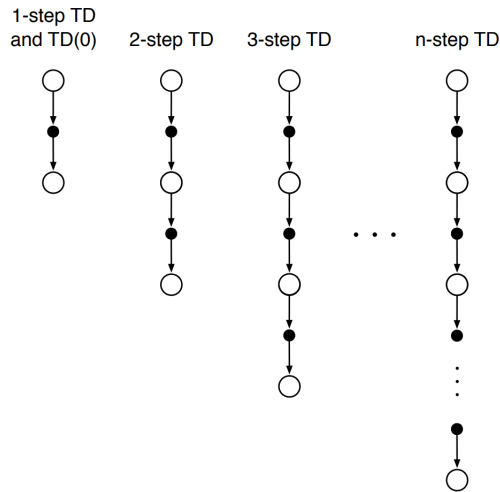 1-step TD
and TD(0)
2-step TD
3-step TD
n-step TD